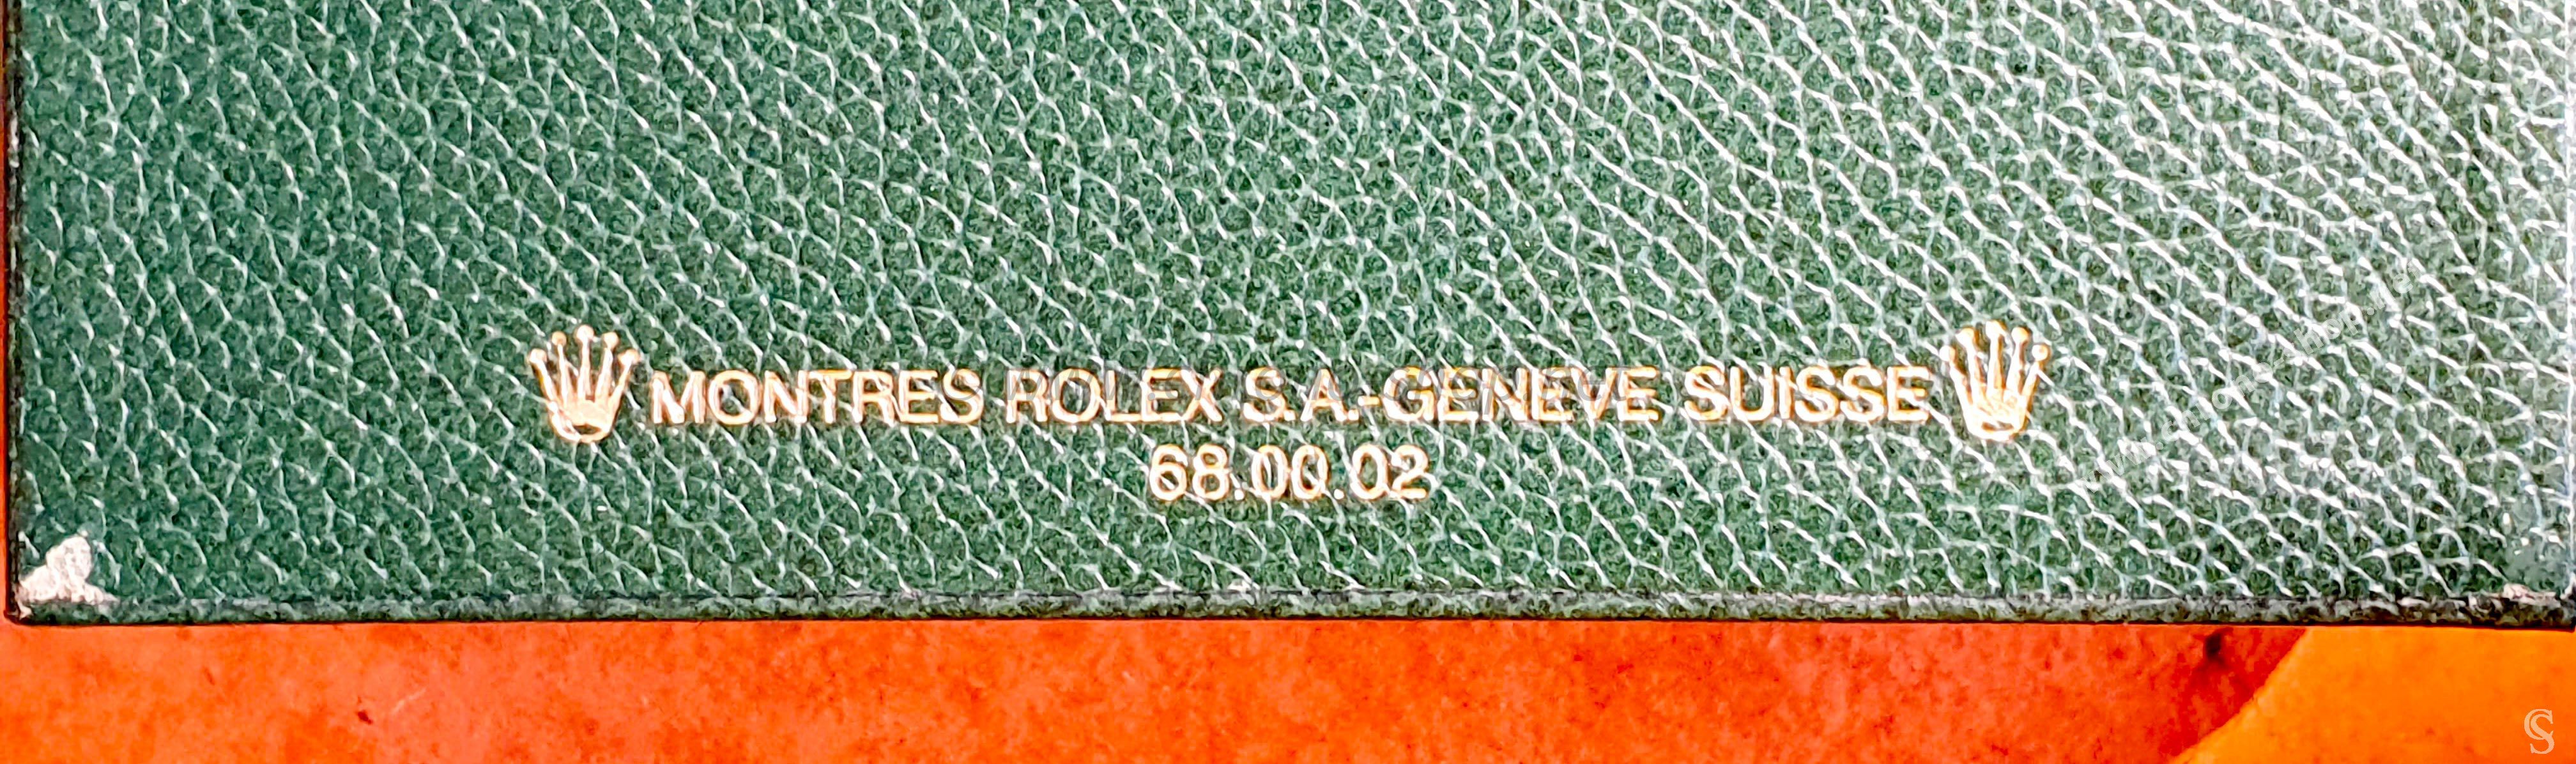 MONTRES ROLEX S.A.-GENEVE SUISSE
68.00.02